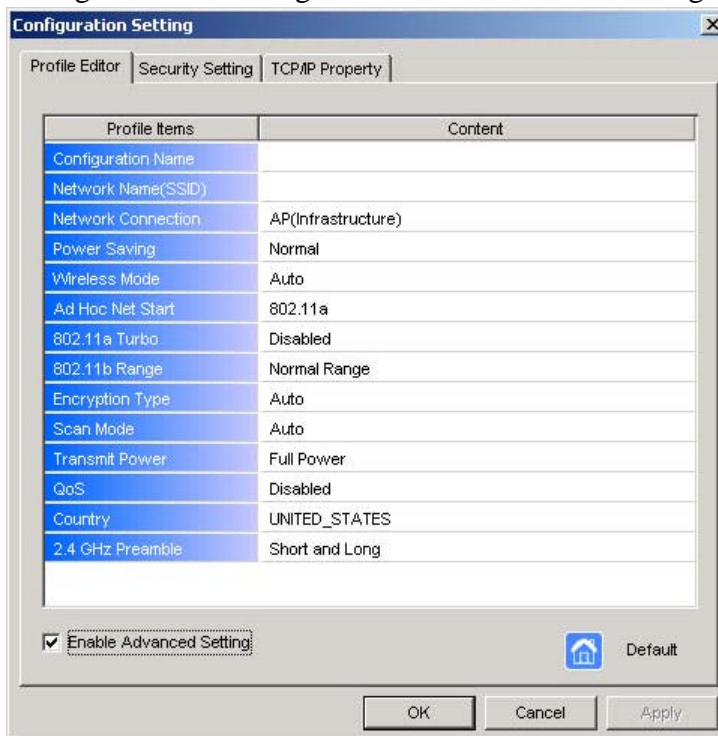 Configuration Setting
Profile Editor Security Setting TCP/IP Property
Profile Items Content
Configuration Name
Network Name(SSID)
Network Connection AP(Infrastructure)
Power Saving Normal
Wireless Mode Auto
Ad Hoc Net Start 802.11a
802.11a Turbo Disabled
802.11b Range Normal Range
Encryption Type Auto
Scan Mode Auto
Transmit Power Full Power
QoS Disabled
Country UNITED_STATES
2.4 GHz Preamble Short and Long
Enable Advanced Setting Default
OK Cancel Apply